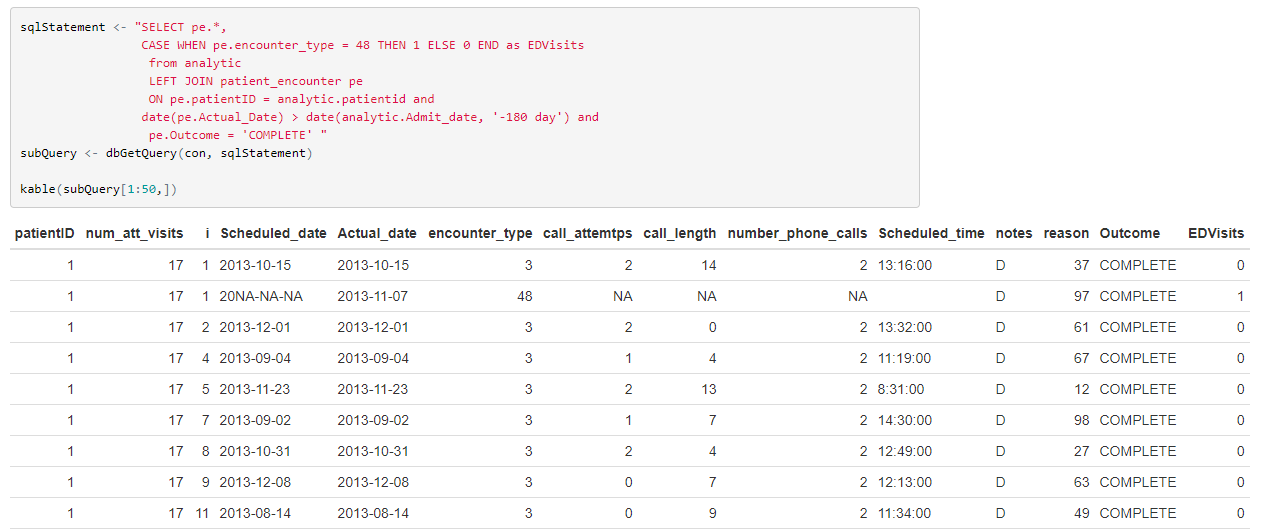 sqlStatement <- "SELECT pe.*,
CASE WHEN pe.encounter_type = 48 THEN 1 ELSE 0 END as EDVisits
from analytic
LEFT JOIN patient_encounter pe
ON pe.patientID = analytic.patientid and
date(pe.Actual_Date) > date(analytic.Admit_date, '-180 day') and
pe.Outcome = 'COMPLETE' "
subQuery <- dbGetQuery(con, sqlStatement)
kable(subQuery[1:50,])
patientID num_att_visits i Scheduled_date Actual_date encounter_type call_attemtps call_length number_phone_calls Scheduled_time notes reason Outcome EDVisits
1 17 1 2013-10-15 2013-10-15 3 2 14 2 13:16:00 D 37 COMPLETE 0
1 17 1 20NA-NA-NA 2013-11-07 48 NA NA NA D 97 COMPLETE 1
1 17 2 2013-12-01 2013-12-01 3 2 0 2 13:32:00 D 61 COMPLETE 0
1 17 4 2013-09-04 2013-09-04 3 1 4 2 11:19:00 D 67 COMPLETE 0
1 17 5 2013-11-23 2013-11-23 3 2 13 2 8:31:00 D 12 COMPLETE 0
1 17 7 2013-09-02 2013-09-02 3 1 7 2 14:30:00 D 98 COMPLETE 0
1 17 8 2013-10-31 2013-10-31 3 2 4 2 12:49:00 D 27 COMPLETE 0
1 17 9 2013-12-08 2013-12-08 3 0 7 2 12:13:00 D 63 COMPLETE 0
1 17 11 2013-08-14 2013-08-14 3 0 9 2 11:34:00 D 49 COMPLETE 0